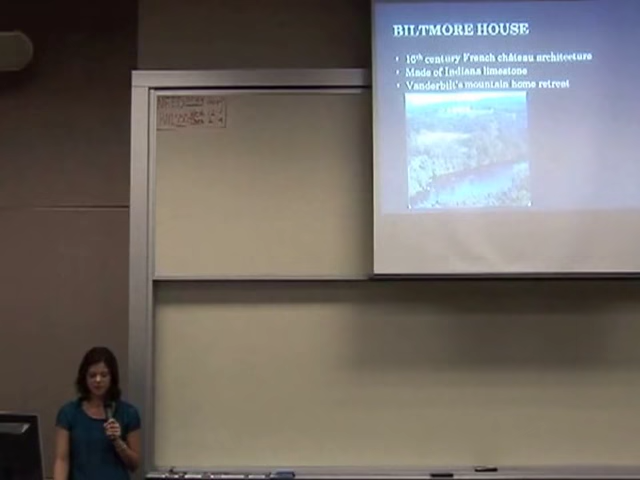 BILTMORE HOUSE
• 16th century French château architecture
• Made of Indiana limestone
• Vanderbilt's mountain home retreat